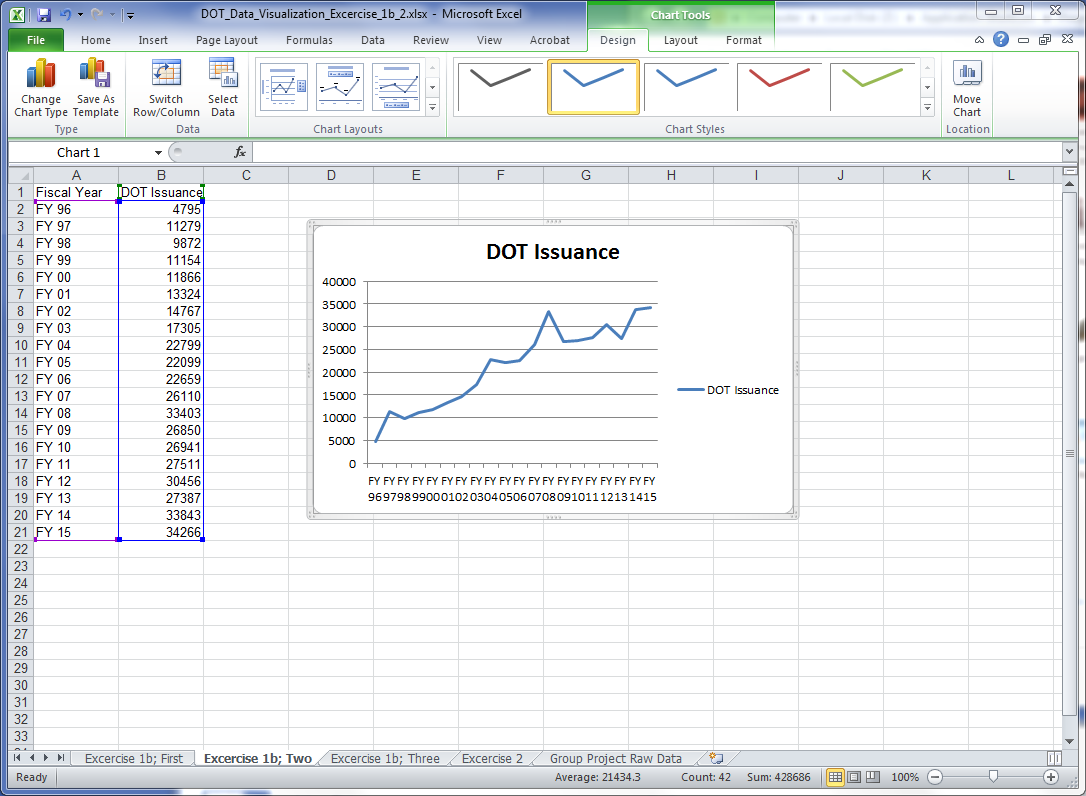 DOT_Data_Visualization_Excercise_1b_2.xlsx - Microsoft Excel
Chart Tools
File Home Insert Page Layout Formulas Data Review View Acrobat Design Layout Format
Change Chart Type
Save As Template
Type
Switch Row/Column
Select Data
Data
Chart Layouts
Chart Styles
Move Chart
Location
Chart 1 fx
A B C D E F G H I J K L
1 Fiscal Year DOT Issuance
2 FY 96 4795
3 FY 97 11279
4 FY 98 9872
5 FY 99 11154
6 FY 00 11866
7 FY 01 13324
8 FY 02 14767
9 FY 03 17305
10 FY 04 22799
11 FY 05 22099
12 FY 06 22659
13 FY 07 26110
14 FY 08 33403
15 FY 09 26850
16 FY 10 26941
17 FY 11 27511
18 FY 12 30456
19 FY 13 27387
20 FY 14 33843
21 FY 15 34266
22
23
24
25
26
27
28
29
30
31
32
33
DOT Issuance
40000
35000
30000
25000
20000
15000
10000
5000
0
FY FY FY FY FY FY FY FY FY FY FY FY FY FY FY FY FY FY FY FY
96 97 98 99 00 01 02 03 04 05 06 07 08 09 10 11 12 13 14 15
DOT Issuance
Excercise 1b; First Excercise 1b; Two Excercise 1b; Three Excercise 2 Group Project Raw Data
Ready Average: 21434.3 Count: 42 Sum: 428686 100%